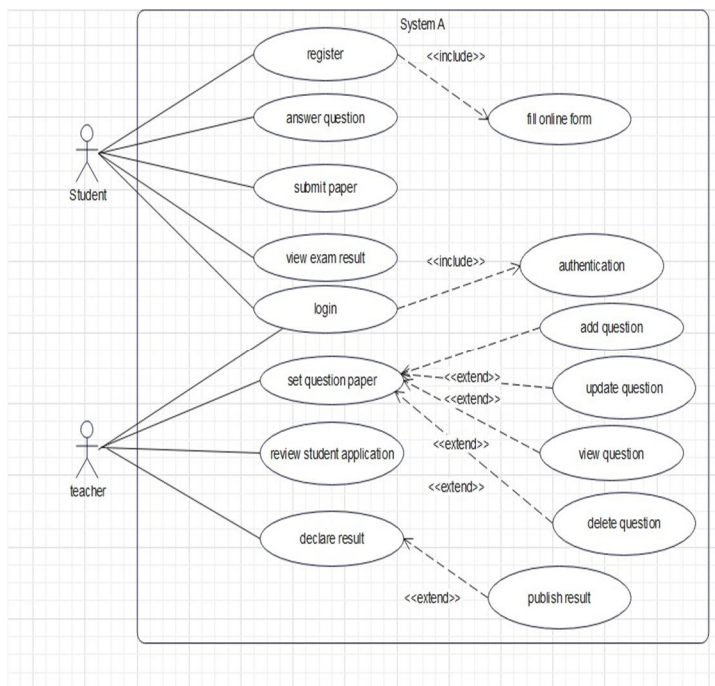 System A
register
<<include>>
fill online form
answer question
Student
submit paper
view exam result
<<include>>
authentication
login
add question
set question paper
<<extend>>
update question
<<extend>>
teacher
review student application
<<extend>>
view question
<<extend>>
delete question
declare result
<<extend>>
publish result